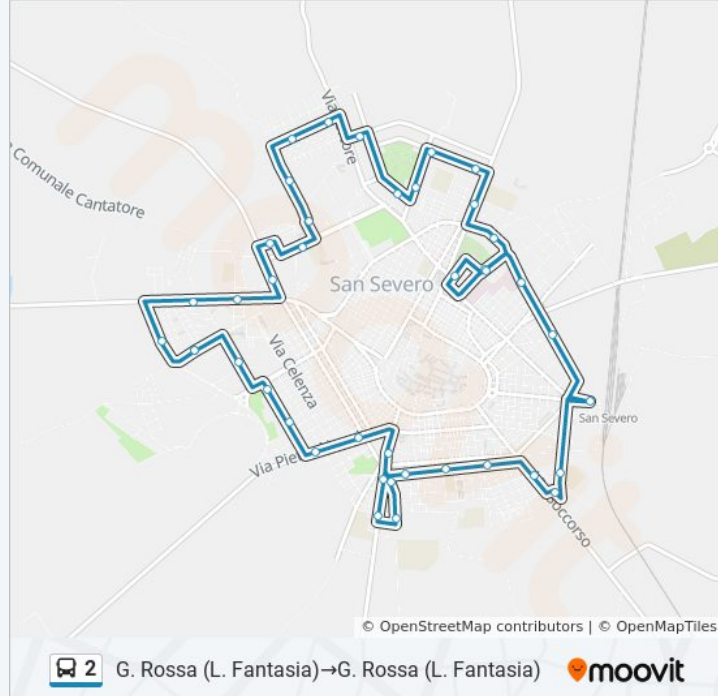 Via
ore
Comunale Cantatore
San Severo
Via Celenza
San Severo
Via Pie
occorso
© OpenStreetMap contributors | © OpenMapTiles
2 G. Rossa (L. Fantasia)→G. Rossa (L. Fantasia)
moovit